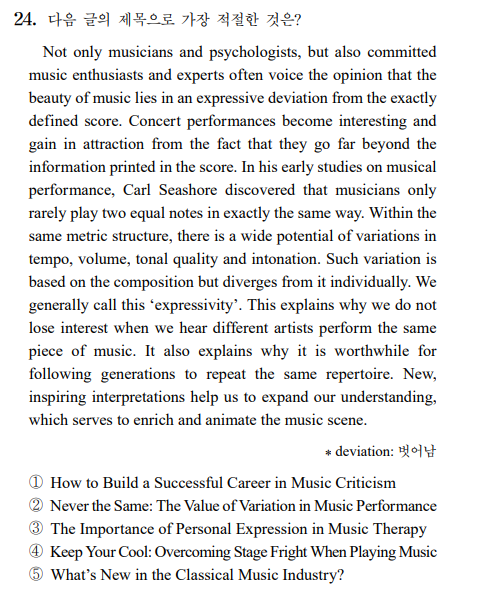 24. 다음 글의 제목으로 가장 적절한 것은?
Not only musicians and psychologists, but also committed
music enthusiasts and experts often voice the opinion that the
beauty of music lies in an expressive deviation from the exactly
defined score. Concert performances become interesting and
gain in attraction from the fact that they go far beyond the
information printed in the score. In his early studies on musical
performance, Carl Seashore discovered that musicians only
rarely play two equal notes in exactly the same way. Within the
same metric structure, there is a wide potential of variations in
tempo, volume, tonal quality and intonation. Such variation is
based on the composition but diverges from it individually. We
generally call this ‘expressivity’. This explains why we do not
lose interest when we hear different artists perform the same
piece of music. It also explains why it is worthwhile for
following generations to repeat the same repertoire. New,
inspiring interpretations help us to expand our understanding,
which serves to enrich and animate the music scene.
* deviation: 벗어남
① How to Build a Successful Career in Music Criticism
② Never the Same: The Value of Variation in Music Performance
③ The Importance of Personal Expression in Music Therapy
④ Keep Your Cool: Overcoming Stage Fright When Playing Music
⑤ What’s New in the Classical Music Industry?